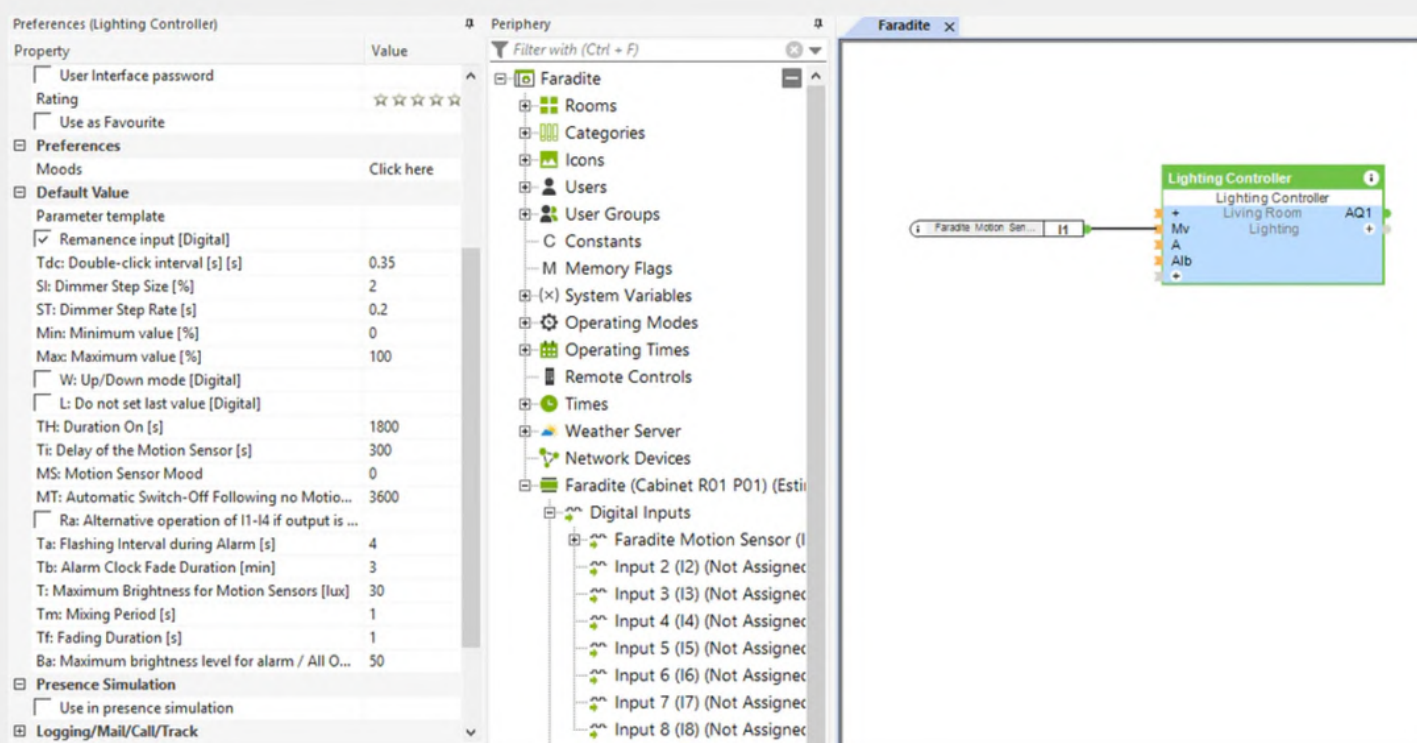 Preferences (Lighting Controller)
Property Value
User Interface password
Rating
Use as Favourite
Preferences
Moods Click here
Default Value
Parameter template
Remanence input [Digital]
Tdc: Double-click interval [s] [s] 0.35
SI: Dimmer Step Size [%] 2
ST: Dimmer Step Rate [s] 0.2
Min: Minimum value [%] 0
Max: Maximum value [%] 100
W: Up/Down mode [Digital]
L: Do not set last value [Digital]
TH: Duration On [s] 1800
Ti: Delay of the Motion Sensor [s] 300
MS: Motion Sensor Mood 0
MT: Automatic Switch-Off Following no Motio... 3600
Ra: Alternative operation of I1-I4 if output is ...
Ta: Flashing Interval during Alarm [s] 4
Tb: Alarm Clock Fade Duration [min] 3
T: Maximum Brightness for Motion Sensors [lux] 30
Tm: Mixing Period [s] 1
Tf: Fading Duration [s] 1
Ba: Maximum brightness level for alarm / All O... 50
Presence Simulation
Use in presence simulation
Logging/Mail/Call/Track
Periphery
Filter with (Ctrl + F)
Faradite
Rooms
Categories
Icons
Users
User Groups
C Constants
M Memory Flags
(×) System Variables
Operating Modes
Operating Times
Remote Controls
Times
Weather Server
Network Devices
Faradite (Cabinet R01 P01) (Esti
Digital Inputs
Faradite Motion Sensor (I
Input 2 (I2) (Not Assigned
Input 3 (I3) (Not Assigned
Input 4 (I4) (Not Assigned
Input 5 (I5) (Not Assigned
Input 6 (I6) (Not Assigned
Input 7 (I7) (Not Assigned
Input 8 (I8) (Not Assigned
Faradite
Faradite Motion Sen... I1
Lighting Controller
Lighting Controller
+ Living Room AQ1
Mv Lighting +
A
Alb
+